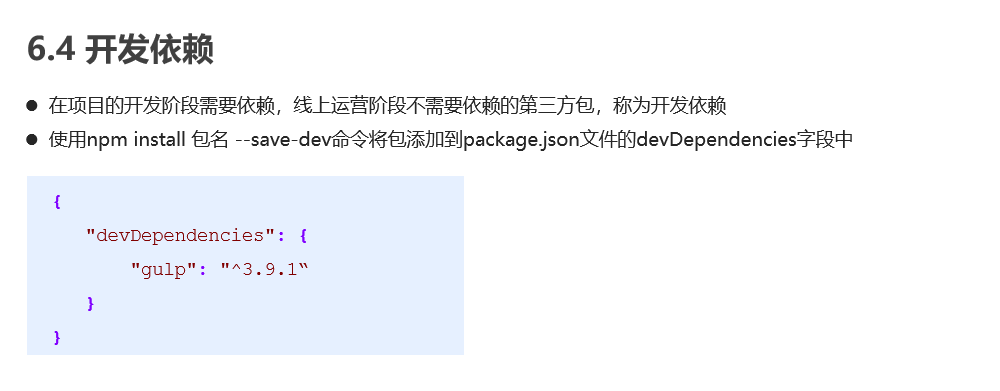 6.4 开发依赖
● 在项目的开发阶段需要依赖，线上运营阶段不需要依赖的第三方包，称为开发依赖
● 使用npm install 包名 --save-dev命令将包添加到package.json文件的devDependencies字段中
{
"devDependencies": {
"gulp": "^3.9.1“
}
}